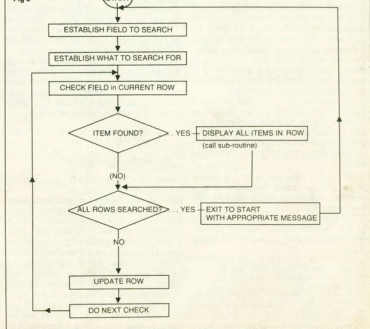 ESTABLISH FIELD TO SEARCH
ESTABLISH WHAT TO SEARCH FOR
CHECK FIELD in CURRENT ROW
ITEM FOUND? . YES DISPLAY ALL ITEMS IN ROW
(call sub-routine)
(NO)
ALL ROWS SEARCHED? ... YES EXIT TO START
WITH APPROPRIATE MESSAGE
NO
UPDATE ROW
DO NEXT CHECK